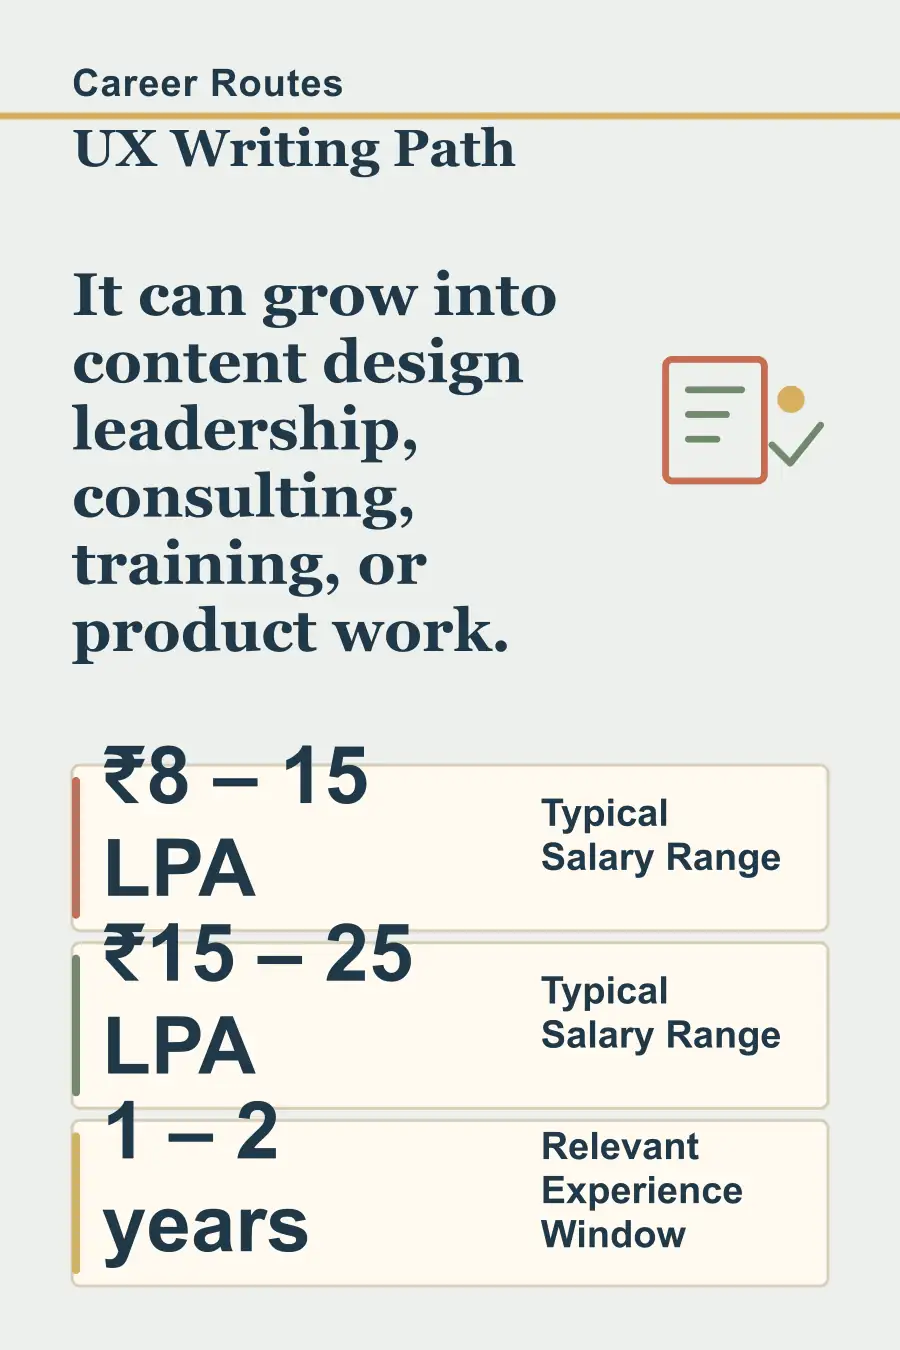 Career Routes
UX Writing Path
It can grow into
content design
leadership,
consulting,
training, or
product work.
₹8 – 15
LPA
Typical
Salary Range
₹15 – 25
LPA
Typical
Salary Range
1 – 2
years
Relevant
Experience
Window